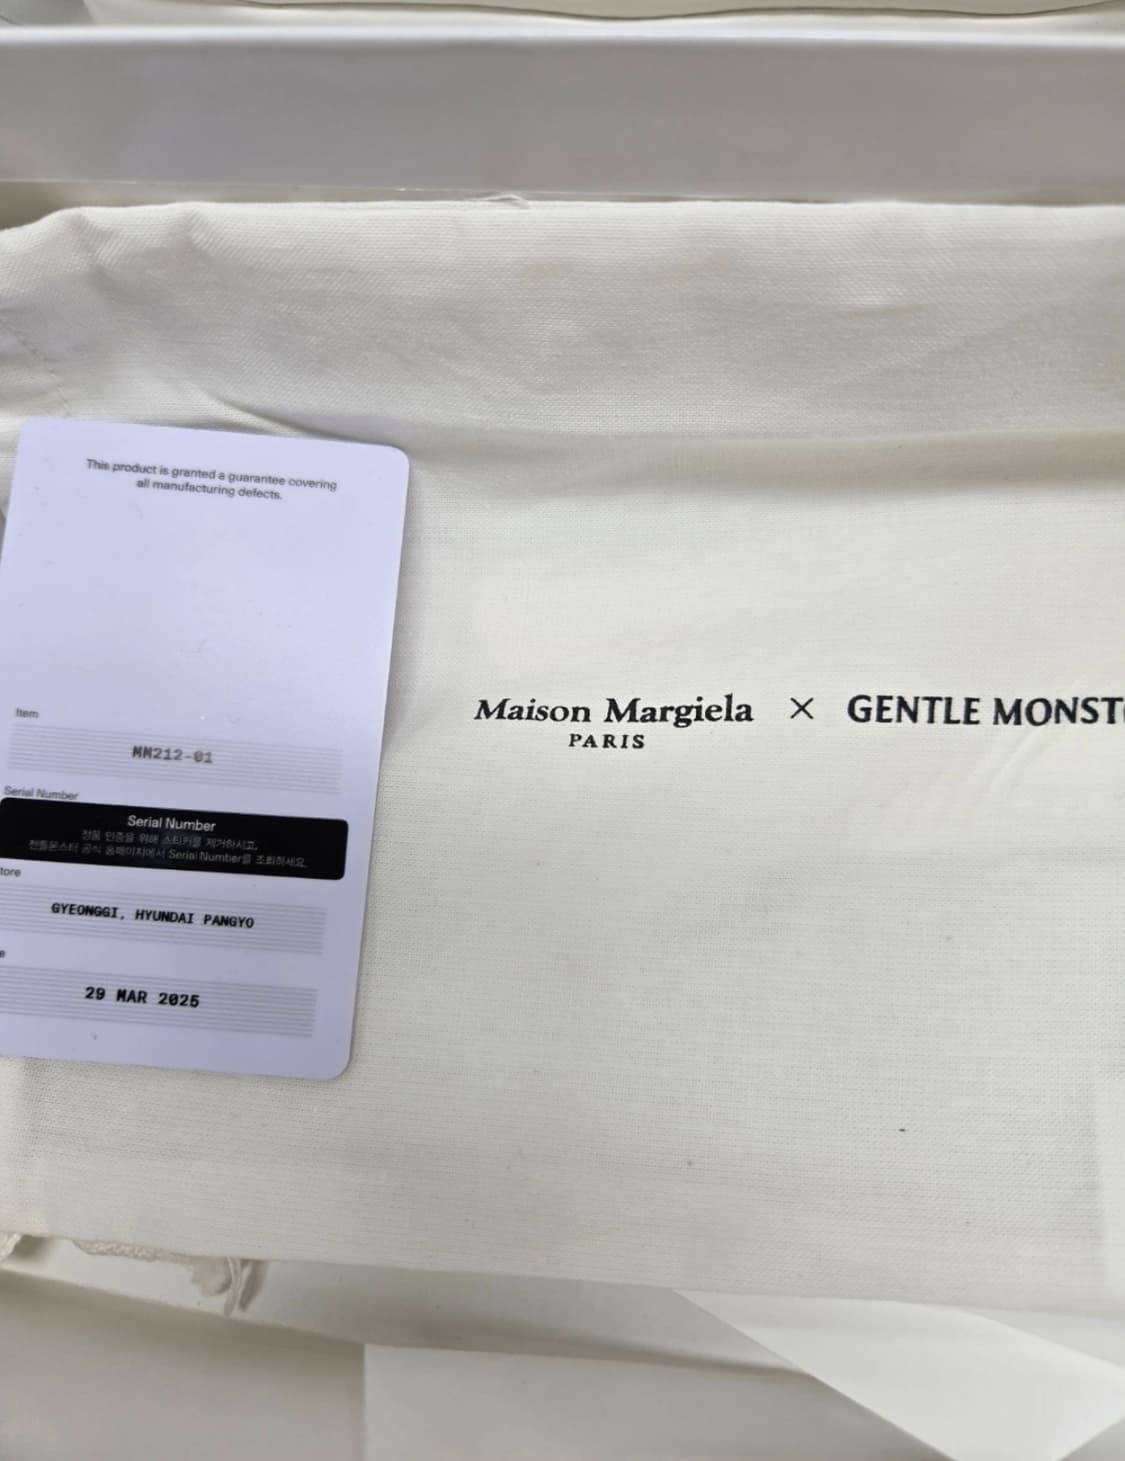 This product is granted a guarantee covering
all manufacturing defects.
Item
MM212-01
Serial Number
Serial Number
정품 인증을 위해 스티커를 제거하시고,
젠틀몬스터 공식 홈페이지에서 Serial Number를 조회하세요.
tore
GYEONGGI, HYUNDAI PANGYO
e
29 MAR 2025
Maison Margiela × GENTLE MONST
PARIS